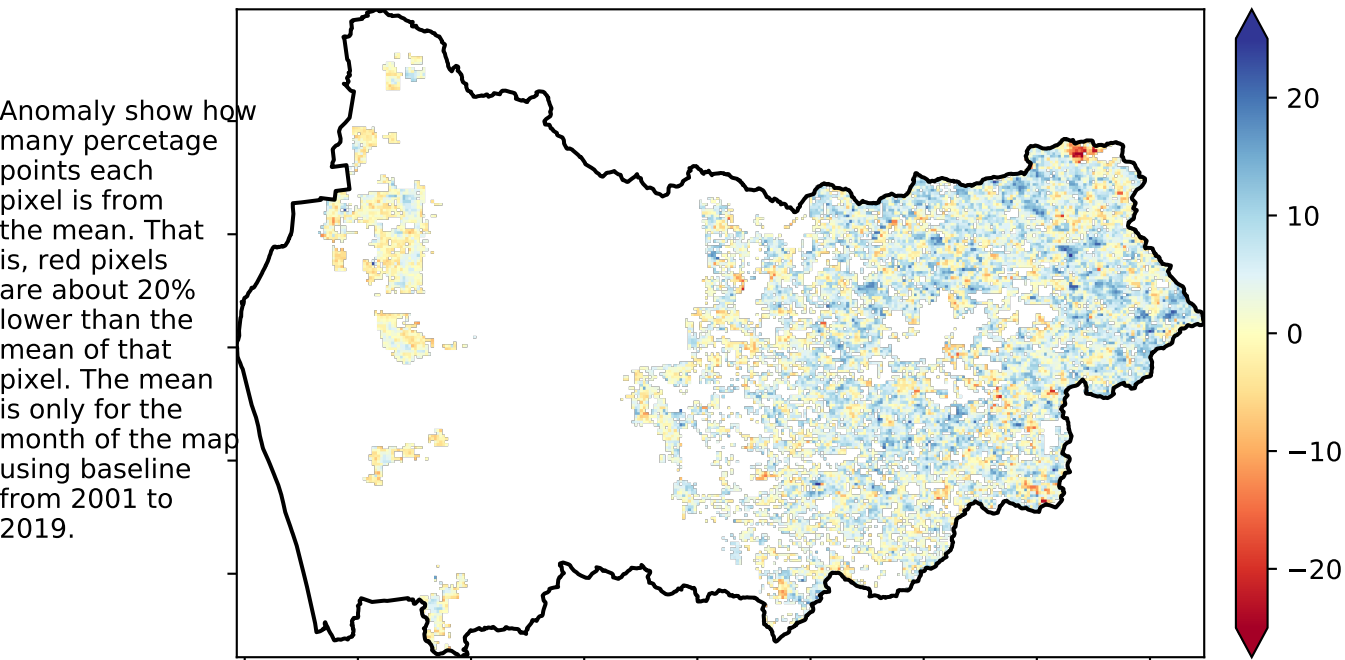 Anomaly show how
many percetage
points each
pixel is from
the mean. That
is, red pixels
are about 20%
lower than the
mean of that
pixel. The mean
is only for the
month of the map
using baseline
from 2001 to
2019.
20
10
0
−10
−20